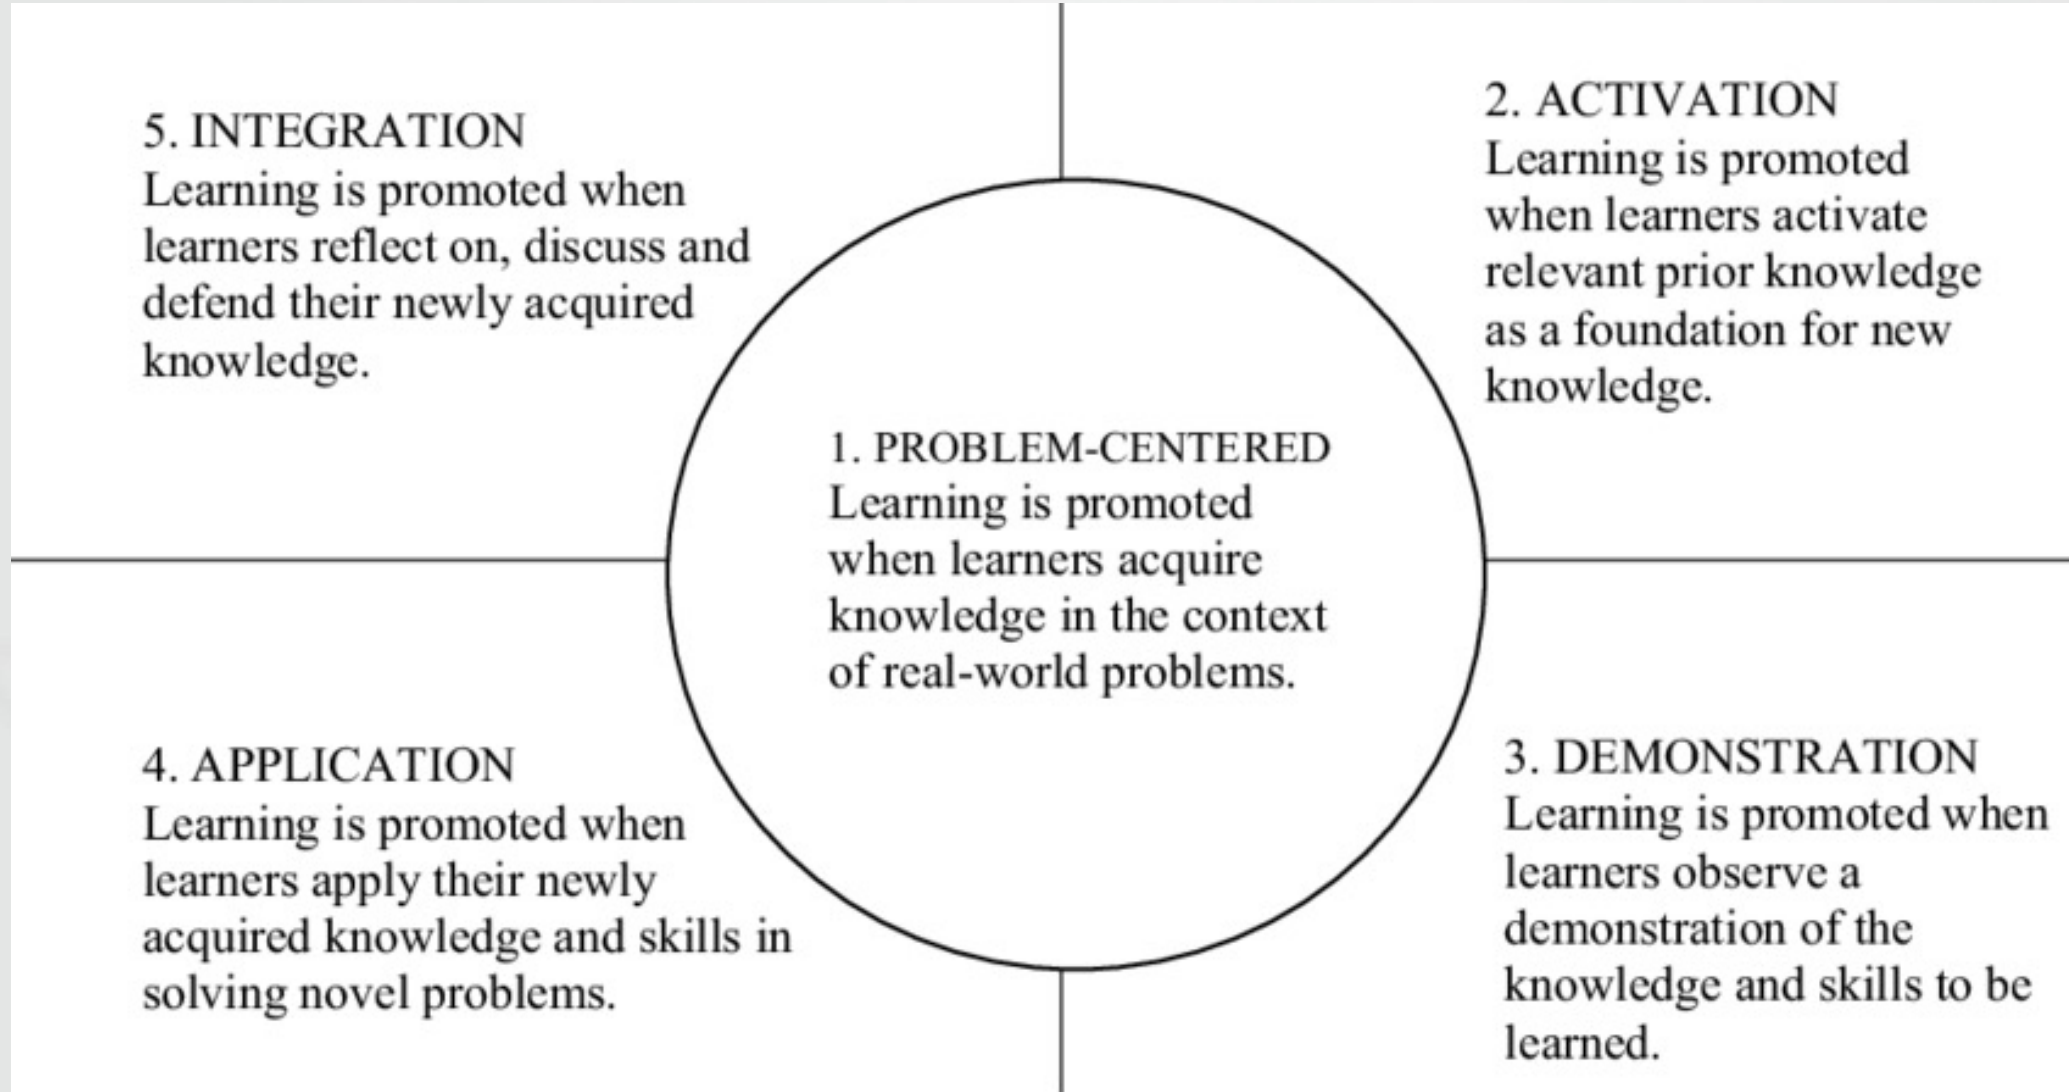 1. PROBLEM-CENTERED
Learning is promoted
when learners acquire
knowledge in the context
of real-world problems.
2. ACTIVATION
Learning is promoted
when learners activate
relevant prior knowledge
as a foundation for new
knowledge.
3. DEMONSTRATION
Learning is promoted when
learners observe a
demonstration of the
knowledge and skills to be
learned.
4. APPLICATION
Learning is promoted when
learners apply their newly
acquired knowledge and skills in
solving novel problems.
5. INTEGRATION
Learning is promoted when
learners reflect on, discuss and
defend their newly acquired
knowledge.